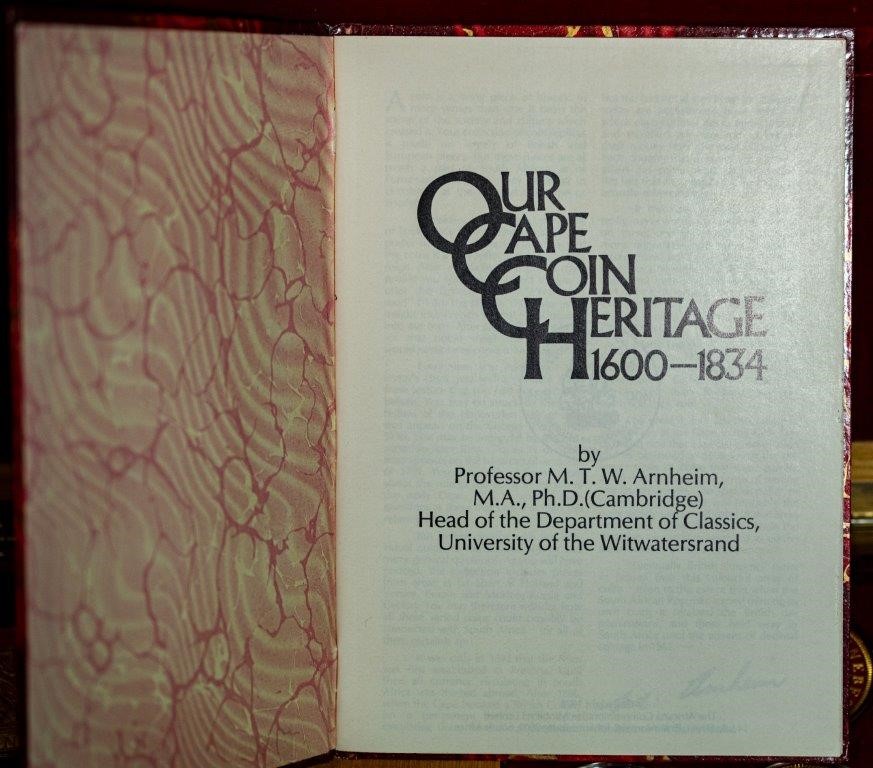 OUR
CAPE
COIN
HERITAGE
1600—1834
by
Professor M. T. W. Arnheim,
M.A., Ph.D.(Cambridge)
Head of the Department of Classics,
University of the Witwatersrand